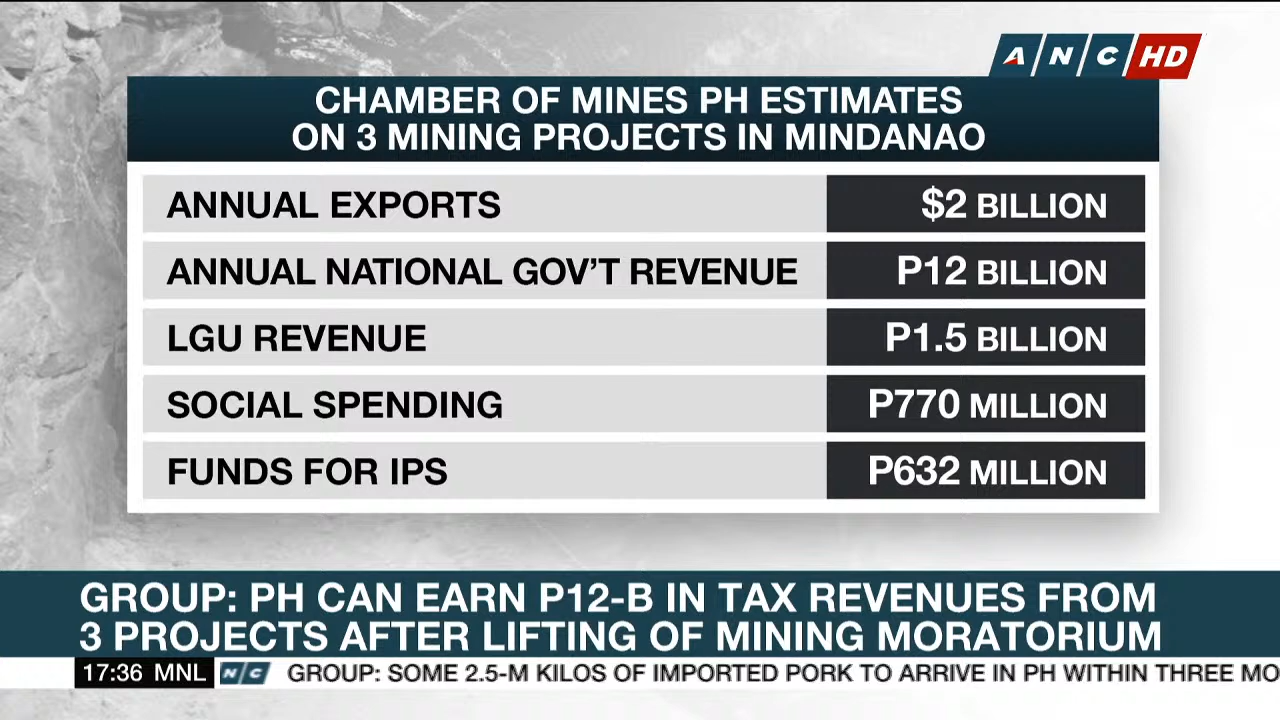 ANC HD
CHAMBER OF MINES PH ESTIMATES
ON 3 MINING PROJECTS IN MINDANAO
ANNUAL EXPORTS $2 BILLION
ANNUAL NATIONAL GOV'T REVENUE P12 BILLION
LGU REVENUE P1.5 BILLION
SOCIAL SPENDING P770 MILLION
FUNDS FOR IPS P632 MILLION
GROUP: PH CAN EARN P12-B IN TAX REVENUES FROM
3 PROJECTS AFTER LIFTING OF MINING MORATORIUM
17:36 MNL NC GROUP: SOME 2.5-M KILOS OF IMPORTED PORK TO ARRIVE IN PH WITHIN THREE MO